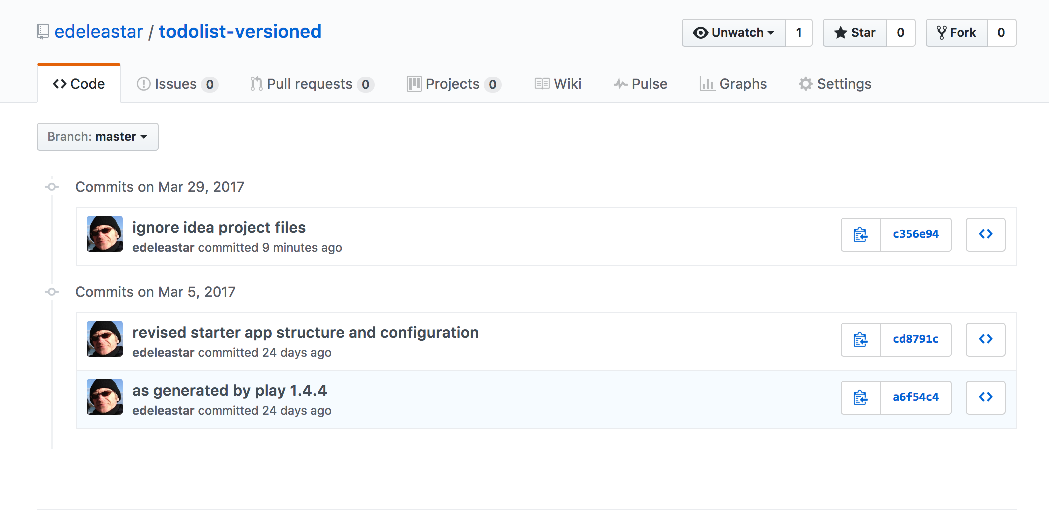 edeleastar / todolist-versioned
Unwatch 1 Star 0 Fork 0
Code Issues 0 Pull requests 0 Projects 0 Wiki Pulse Graphs Settings
Branch: master
Commits on Mar 29, 2017
ignore idea project files
edeleastar committed 9 minutes ago
c356e94
Commits on Mar 5, 2017
revised starter app structure and configuration
edeleastar committed 24 days ago
cd8791c
as generated by play 1.4.4
edeleastar committed 24 days ago
a6f54c4